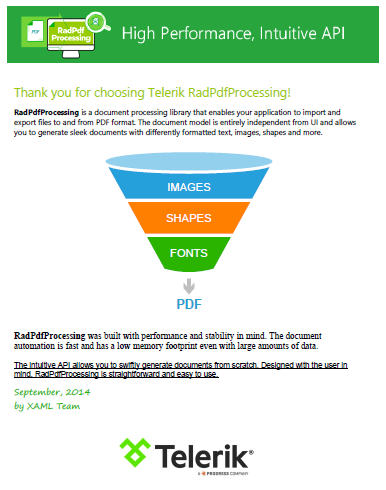 PDF
RadPdf
Processing
High Performance, Intuitive API
Thank you for choosing Telerik RadPdfProcessing!
RadPdfProcessing is a document processing library that enables your application to import and
export files to and from PDF format. The document model is entirely independent from UI and allows
you to generate sleek documents with differently formatted text, images, shapes and more.
IMAGES
SHAPES
FONTS
PDF
RadPdfProcessing was built with performance and stability in mind. The document
automation is fast and has a low memory footprint even with large amounts of data.
The intuitive API allows you to swiftly generate documents from scratch. Designed with the user in
mind, RadPdfProcessing is straightforward and easy to use.
September, 2014
by XAML Team
Telerik®
A PROGRESS COMPANY